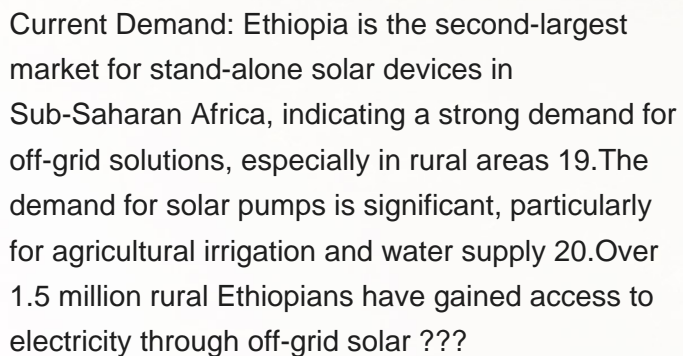 Current Demand: Ethiopia is the second-largest
market for stand-alone solar devices in
Sub-Saharan Africa, indicating a strong demand for
off-grid solutions, especially in rural areas 19.The
demand for solar pumps is significant, particularly
for agricultural irrigation and water supply 20.Over
1.5 million rural Ethiopians have gained access to
electricity through off-grid solar ???